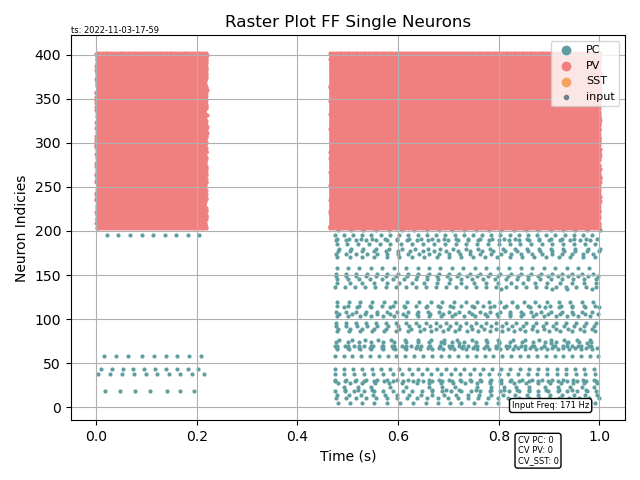 Raster Plot FF Single Neurons
ts: 2022-11-03-17-59
PC
PV
SST
input
Neuron Indicies
400
350
300
250
200
150
100
50
0
Input Freq: 171 Hz
0.0 0.2 0.4 0.6 0.8 1.0
Time (s)
CV PC: 0
CV PV: 0
CV_SST: 0